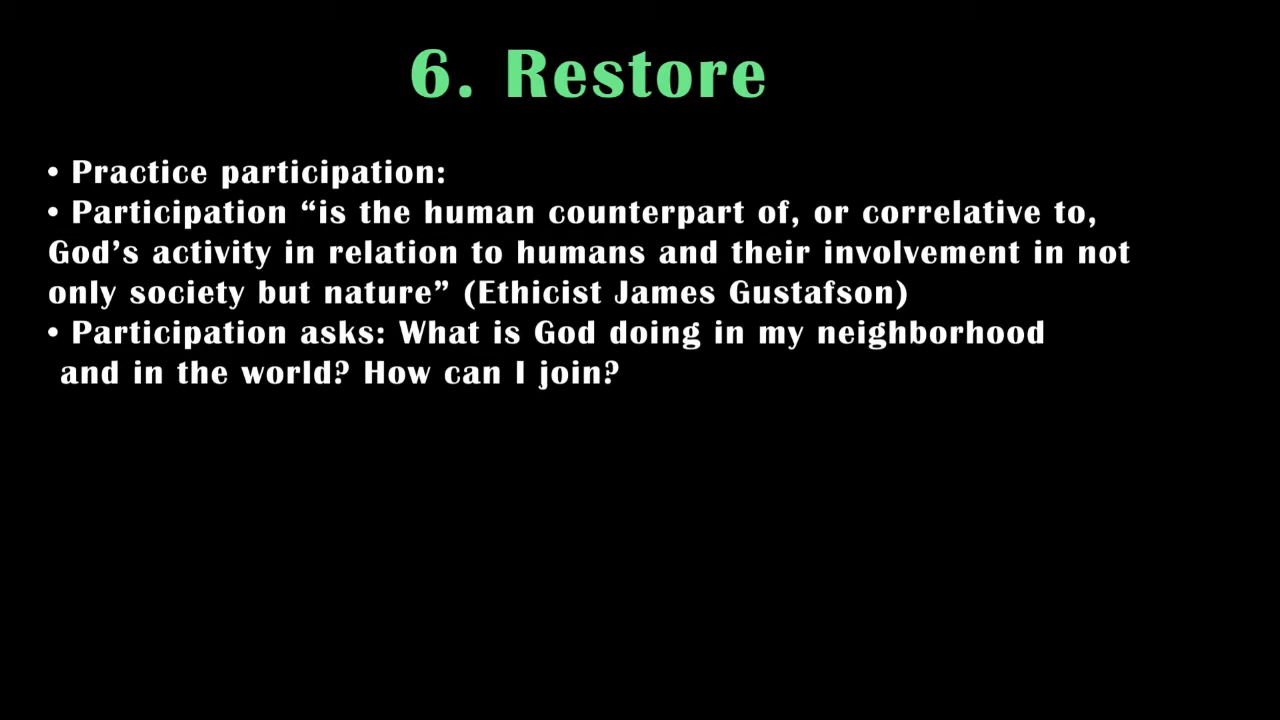 6. Restore
• Practice participation:
• Participation “is the human counterpart of, or correlative to,
God’s activity in relation to humans and their involvement in not
only society but nature” (Ethicist James Gustafson)
• Participation asks: What is God doing in my neighborhood
and in the world? How can I join?